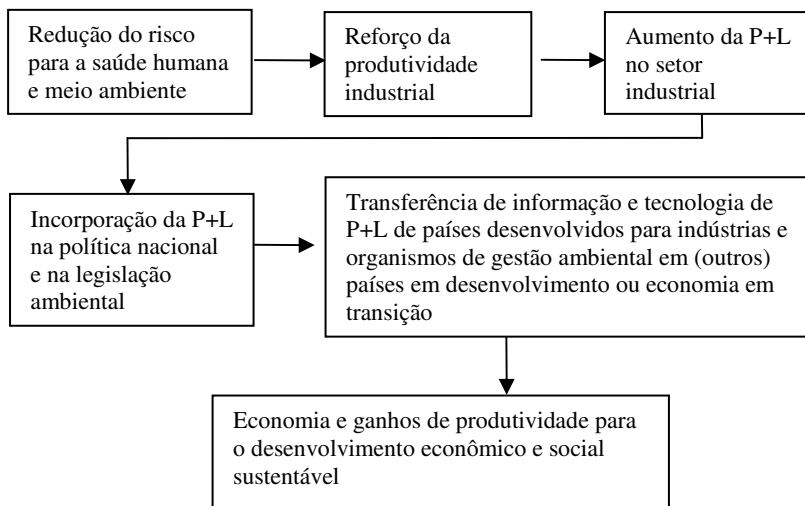 Redução do risco
para a saúde humana
e meio ambiente
Reforço da
produtividade
industrial
Aumento da P+L
no setor
industrial
Incorporação da P+L
na política nacional
e na legislação
ambiental
Transferência de informação e tecnologia de
P+L de países desenvolvidos para indústrias e
organismos de gestão ambiental em (outros)
países em desenvolvimento ou economia em
transição
Economia e ganhos de produtividade para
o desenvolvimento econômico e social
sustentável